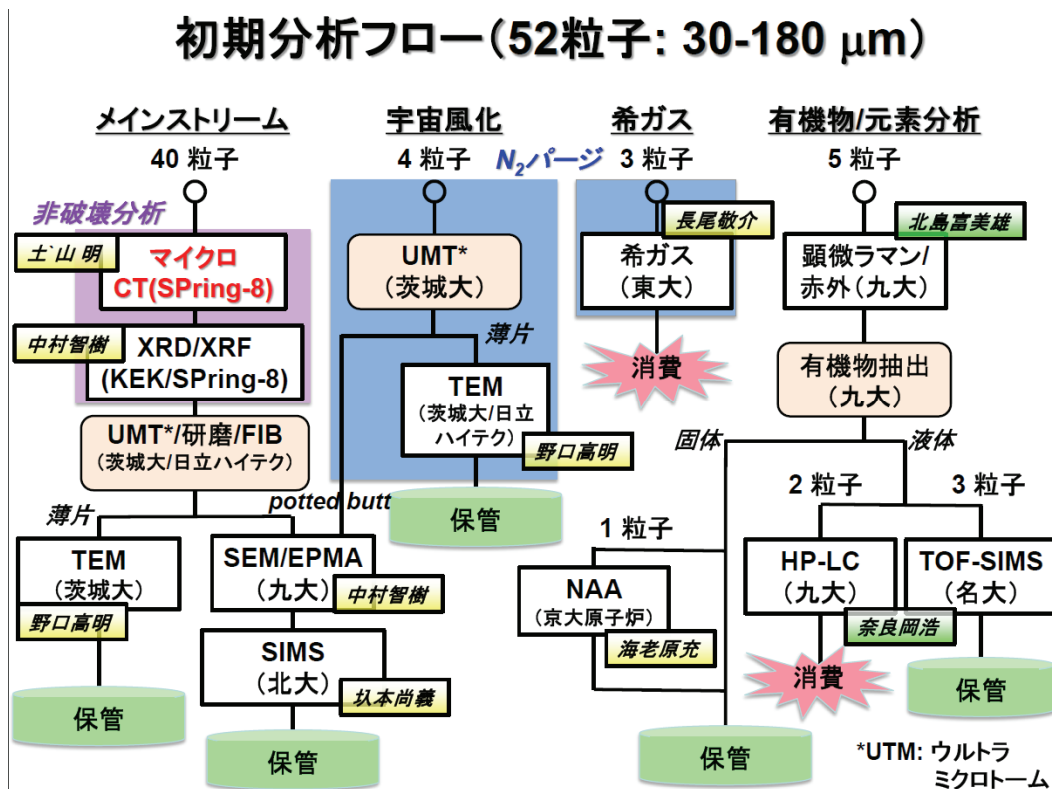 初期分析フロー(52粒子: 30-180 μm)
メインストリーム
40 粒子
非破壊分析
土`山 明
マイクロ
CT(SPring-8)
中村智樹
XRD/XRF
(KEK/SPring-8)
UMT*/研磨/FIB
(茨城大/日立ハイテク)
薄片
potted butt
TEM
(茨城大)
野口高明
保管
SEM/EPMA
(九大)
中村智樹
SIMS
(北大)
圦本尚義
保管
宇宙風化
4 粒子
N2パージ
UMT*
(茨城大)
薄片
TEM
(茨城大/日立
ハイテク)
野口高明
保管
希ガス
3 粒子
長尾敬介
希ガス
(東大)
消費
有機物/元素分析
5 粒子
北島富美雄
顕微ラマン/
赤外(九大)
有機物抽出
(九大)
固体
液体
1 粒子
NAA
(京大原子炉)
海老原充
保管
2 粒子
HP-LC
(九大)
奈良岡浩
消費
3 粒子
TOF-SIMS
(名大)
保管
*UTM: ウルトラ
ミクロトーム